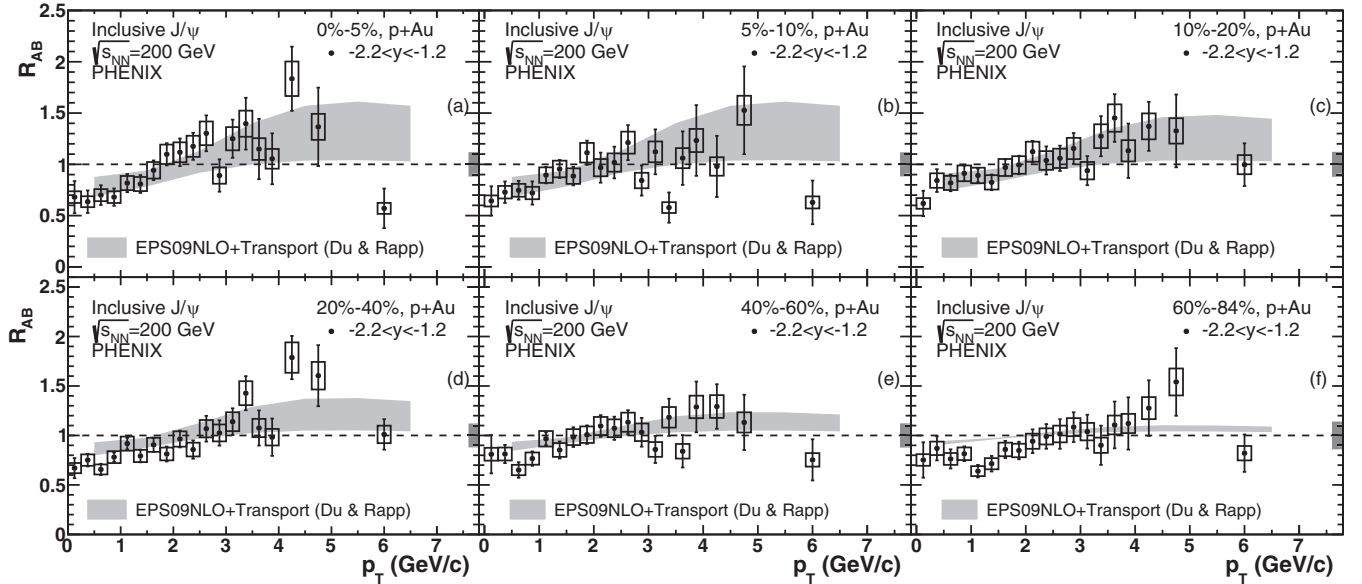 2.5
2
1.5
1
0.5
0
R_AB
Inclusive J/ψ
√s_NN=200 GeV
PHENIX
0%-5%, p+Au
-2.2<y<-1.2
(a)
EPS09NLO+Transport (Du & Rapp)
Inclusive J/ψ
√s_NN=200 GeV
PHENIX
5%-10%, p+Au
-2.2<y<-1.2
(b)
EPS09NLO+Transport (Du & Rapp)
Inclusive J/ψ
√s_NN=200 GeV
PHENIX
10%-20%, p+Au
-2.2<y<-1.2
(c)
EPS09NLO+Transport (Du & Rapp)
2
1.5
1
0.5
0
R_AB
Inclusive J/ψ
√s_NN=200 GeV
PHENIX
20%-40%, p+Au
-2.2<y<-1.2
(d)
EPS09NLO+Transport (Du & Rapp)
0 1 2 3 4 5 6 7
p_T (GeV/c)
Inclusive J/ψ
√s_NN=200 GeV
PHENIX
40%-60%, p+Au
-2.2<y<-1.2
(e)
EPS09NLO+Transport (Du & Rapp)
0 1 2 3 4 5 6 7
p_T (GeV/c)
Inclusive J/ψ
√s_NN=200 GeV
PHENIX
60%-84%, p+Au
-2.2<y<-1.2
(f)
EPS09NLO+Transport (Du & Rapp)
0 1 2 3 4 5 6 7
p_T (GeV/c)